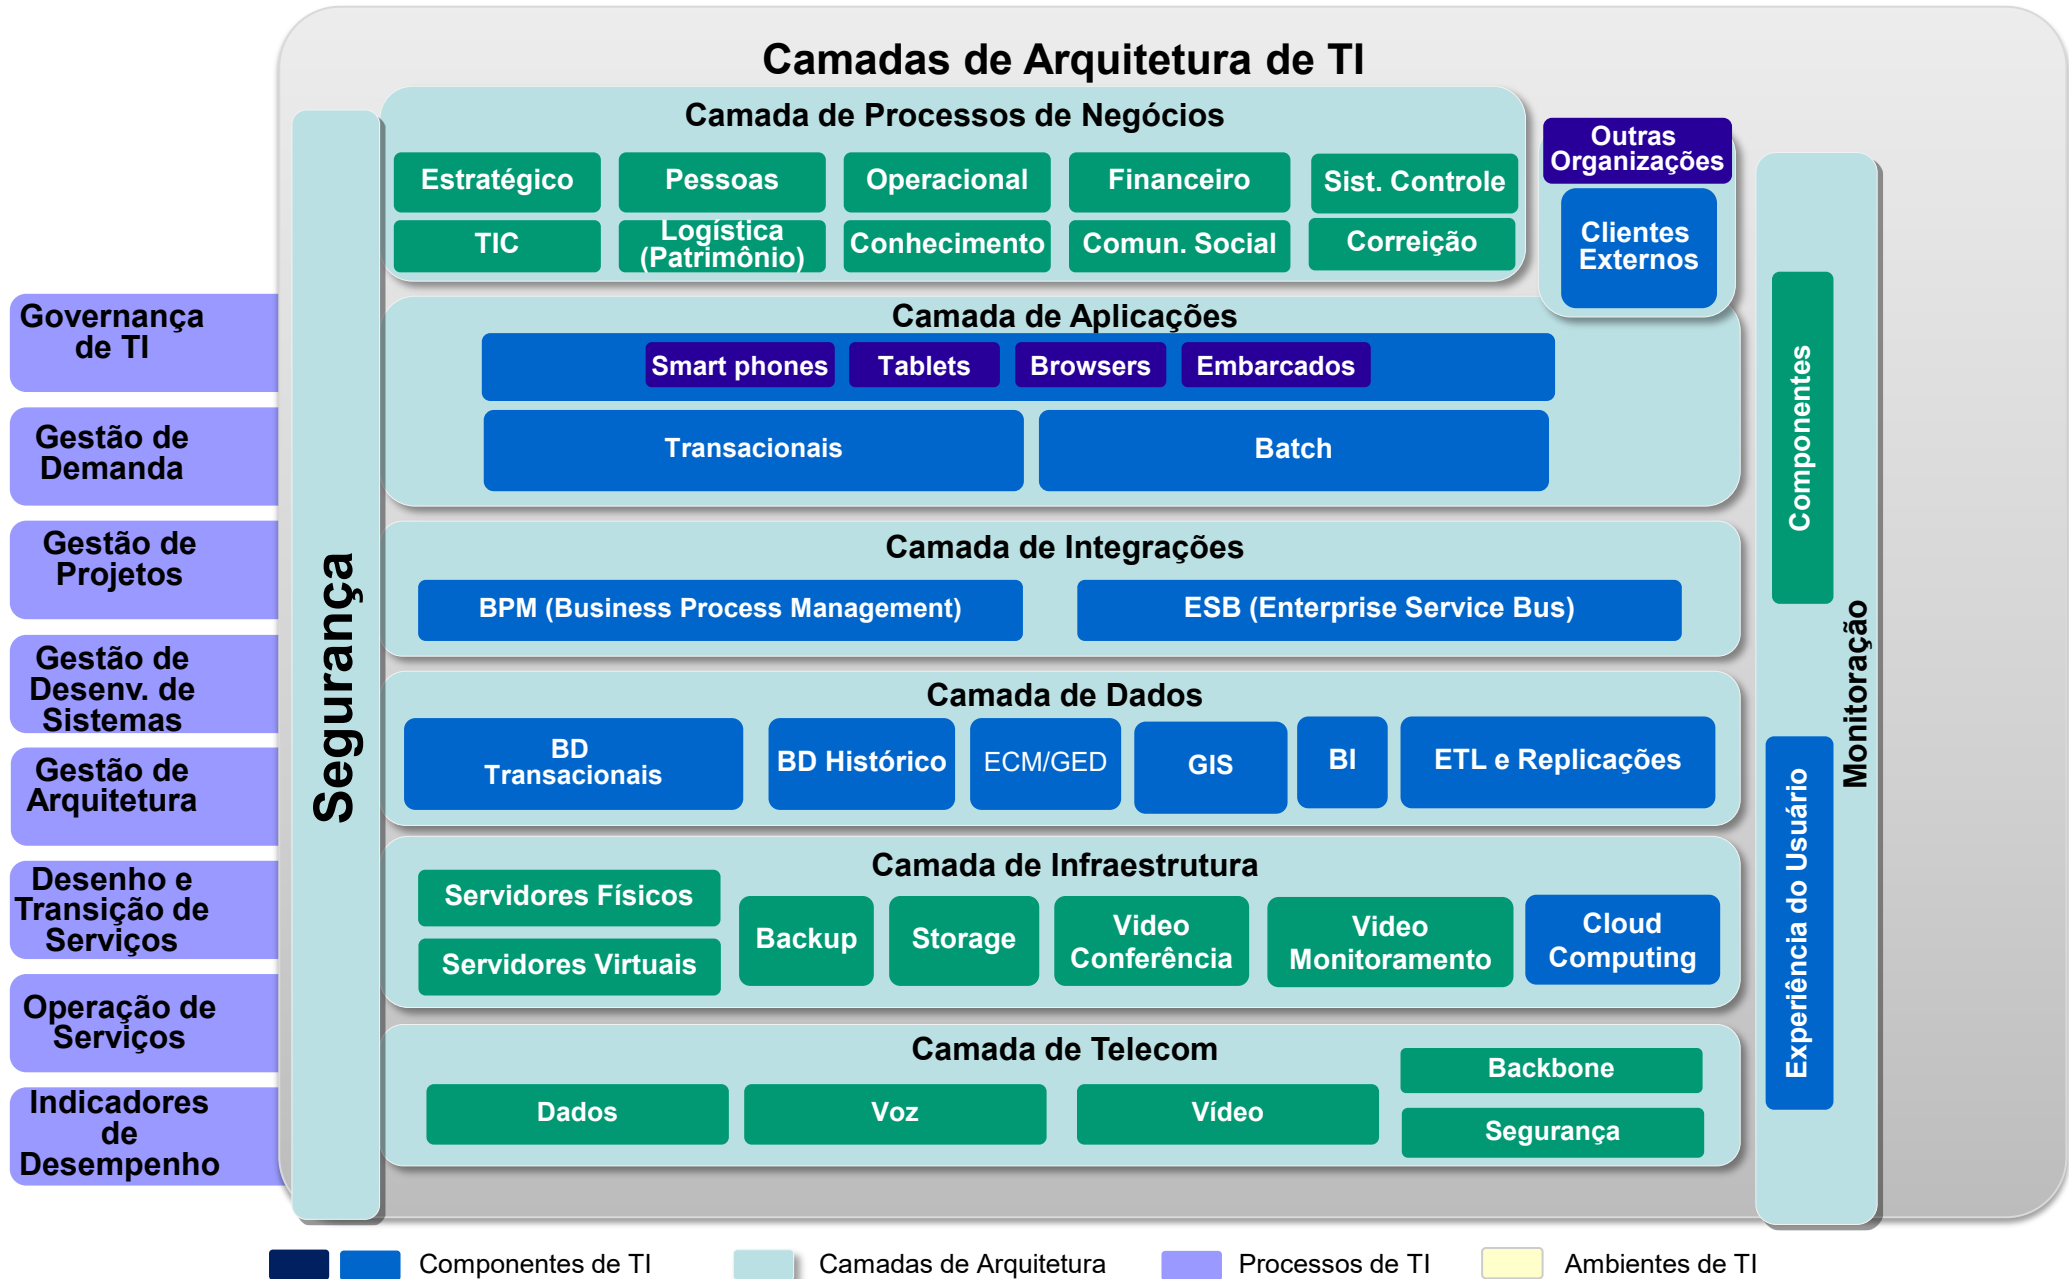 Camadas de Arquitetura de TI
Camada de Processos de Negócios
Estratégico
Pessoas
Operacional
Financeiro
Sist. Controle
TIC
Logística
(Patrimônio)
Conhecimento
Comun. Social
Correição
Outras
Organizações
Clientes
Externos
Governança
de TI
Gestão de
Demanda
Gestão de
Projetos
Gestão de
Desenv. de
Sistemas
Gestão de
Arquitetura
Desenho e
Transição de
Serviços
Operação de
Serviços
Indicadores
de
Desempenho
Segurança
Camada de Aplicações
Smart phones
Tablets
Browsers
Embarcados
Transacionais
Batch
Camada de Integrações
BPM (Business Process Management)
ESB (Enterprise Service Bus)
Camada de Dados
BD
Transacionais
BD Histórico
ECM/GED
GIS
BI
ETL e Replicações
Camada de Infraestrutura
Servidores Físicos
Servidores Virtuais
Backup
Storage
Video
Conferência
Video
Monitoramento
Cloud
Computing
Camada de Telecom
Dados
Voz
Vídeo
Backbone
Segurança
Componentes
Experiência do Usuário
Monitoração
Componentes de TI
Camadas de Arquitetura
Processos de TI
Ambientes de TI